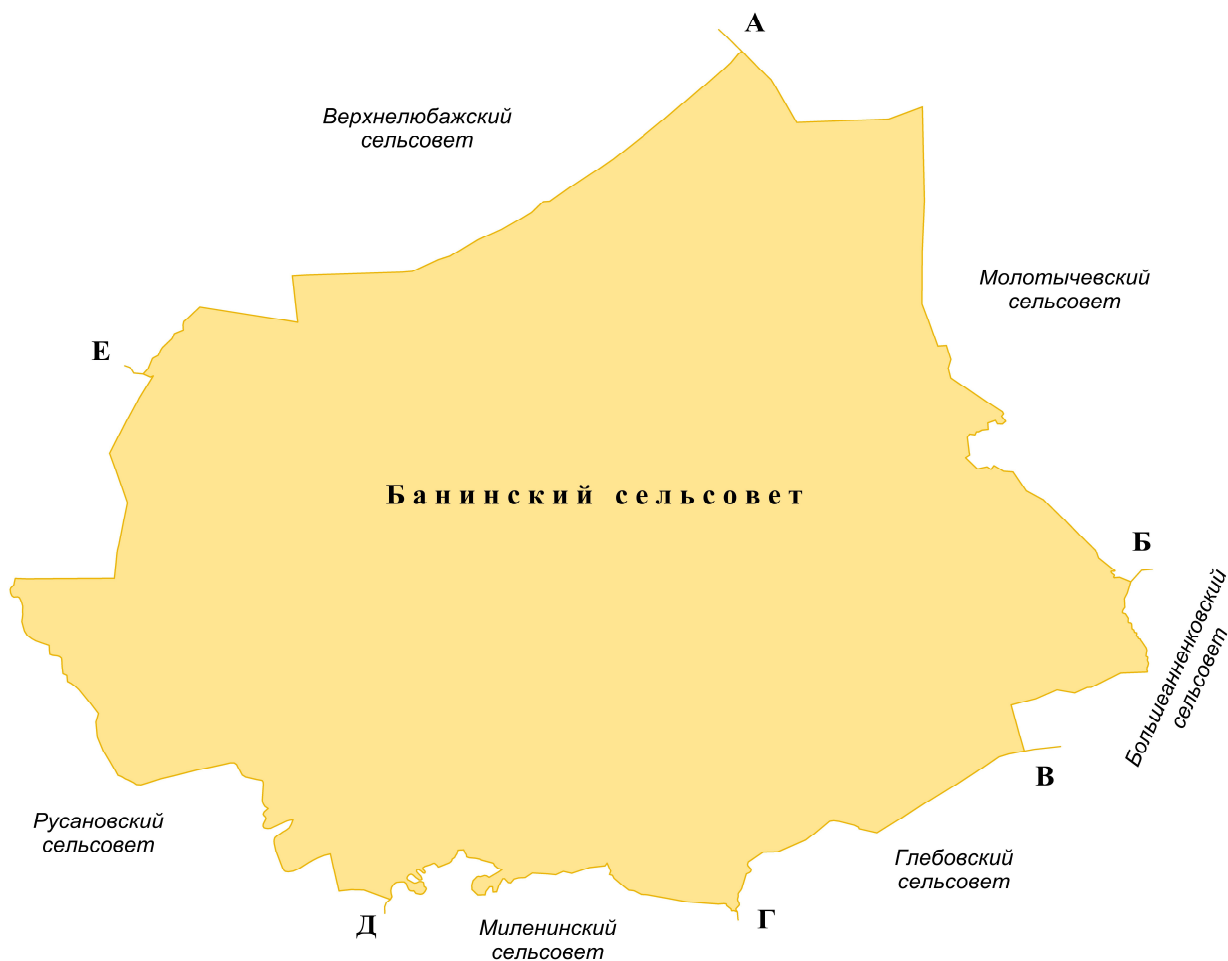 А
Верхнелюбажский
сельсовет
Молотычевский
сельсовет
Е
Банинский сельсовет
Б
Большеанненковский
сельсовет
В
Русановский
сельсовет
Глебовский
сельсовет
Д
Г
Миленинский
сельсовет